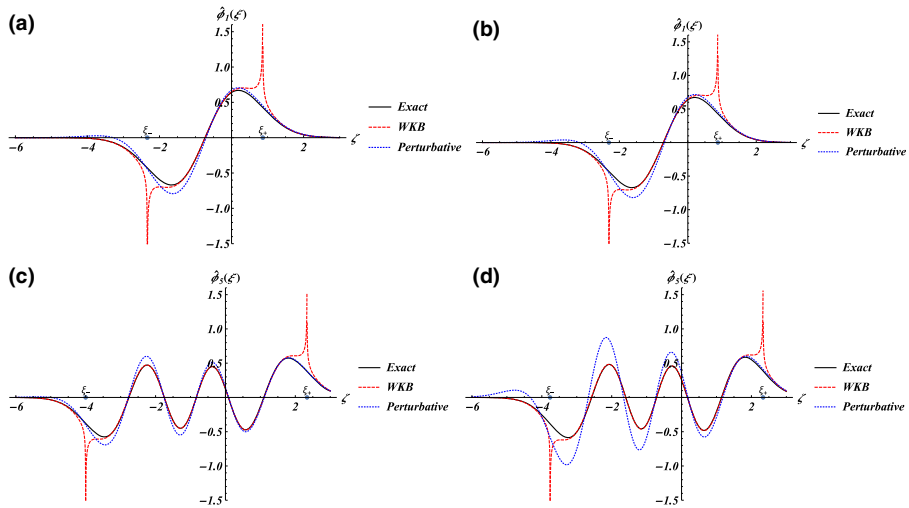 (a)
ϕ̂₁(ξ)
1.5
1.0
0.5
−0.5
−1.0
−1.5
−6 −4 −2 2 ζ
ξ₋ ξ₊
Exact
WKB
Perturbative
(b)
ϕ̂₁(ξ)
1.5
1.0
0.5
−0.5
−1.0
−1.5
−6 −4 −2 2 ζ
ξ₋ ξ₊
Exact
WKB
Perturbative
(c)
ϕ̂₅(ξ)
1.5
1.0
0.5
−0.5
−1.0
−1.5
−6 −4 −2 2 ζ
ξ₋ ξ₊
Exact
WKB
Perturbative
(d)
ϕ̂₅(ξ)
1.5
1.0
0.5
−0.5
−1.0
−1.5
−6 −4 −2 2 ζ
ξ₋ ξ₊
Exact
WKB
Perturbative